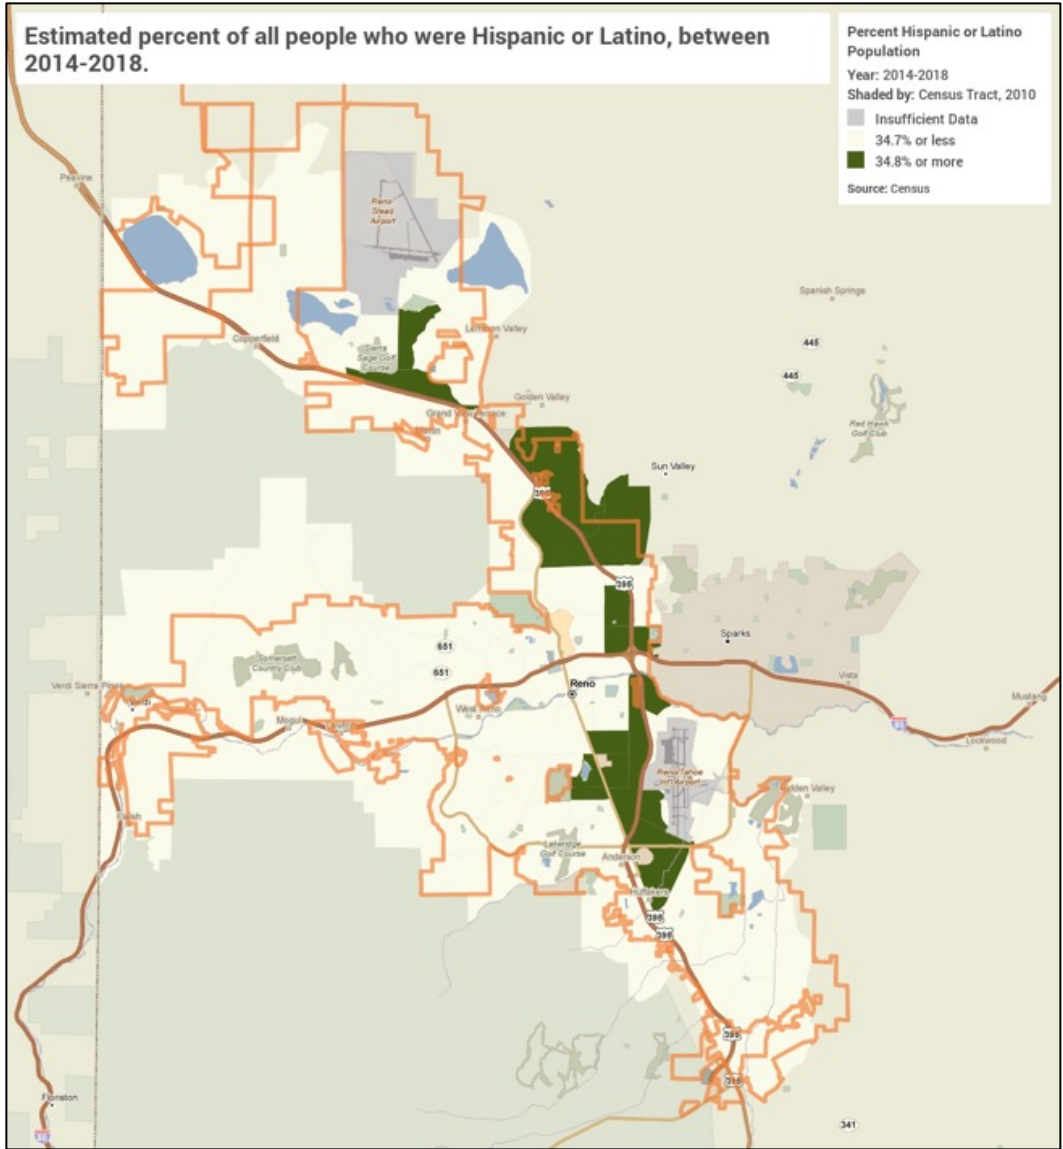 Estimated percent of all people who were Hispanic or Latino, between
2014-2018.
Percent Hispanic or Latino
Population
Year: 2014-2018
Shaded by: Census Tract, 2010
Insufficient Data
34.7% or less
34.8% or more
Source: Census
Peavine
Reno-
Stead
Airport
Spanish Springs
445
445
Copperfield
Lemmon Valley
Sierra
Sage Golf
Course
Golden Valley
Grand View Terrace
Red Hawk
Golf Club
Sun Valley
395
395
Sparks
651
651
Somersett
Country Club
Verdi Sierra Pines
Verdi
Reno
West Reno
Mogul
Vista
Mustang
80
Lockwood
Reno/Tahoe
Int'l Airport
Hidden Valley
Lakeridge
Golf Course
Anderson
Huffakers
395
395
395
395
Floriston
80
341